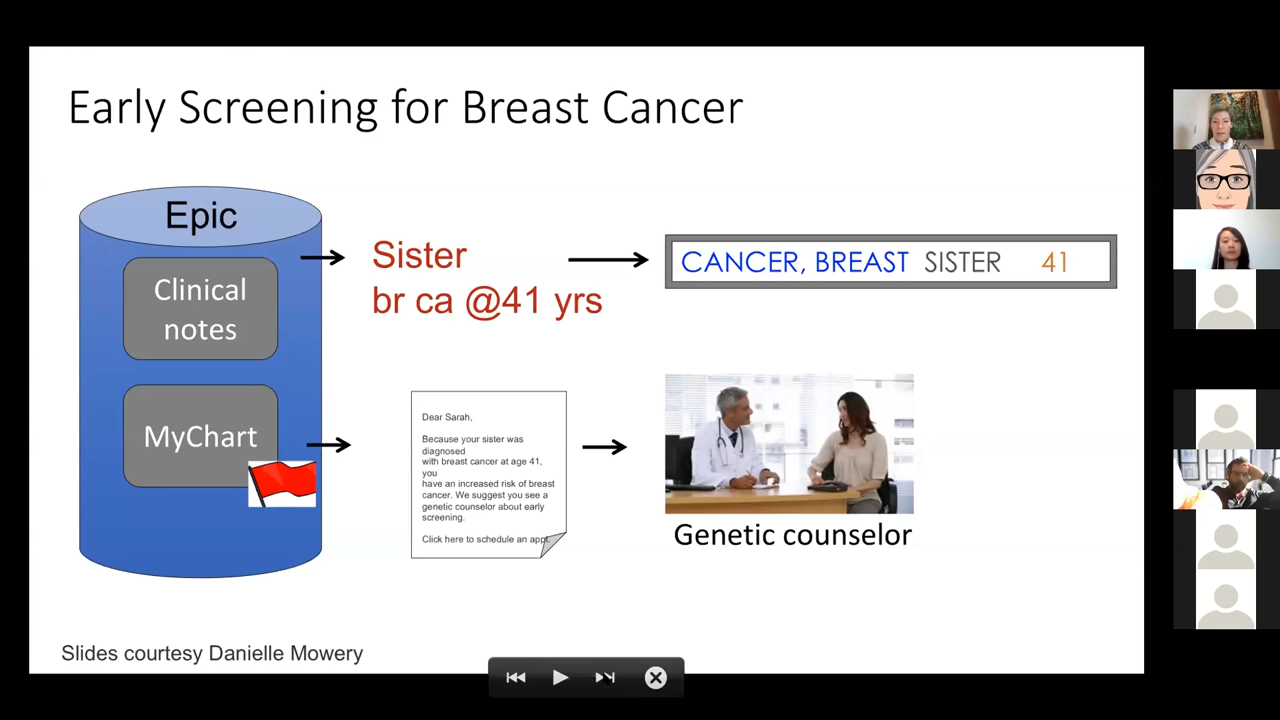 Early Screening for Breast Cancer
Epic
Clinical
notes
MyChart
Sister
br ca @41 yrs
CANCER, BREAST SISTER 41
Dear Sarah,
Because your sister was
diagnosed
with breast cancer at age 41,
you
have an increased risk of breast
cancer. We suggest you see a
genetic counselor about early
screening.
Click here to schedule an appt.
Genetic counselor
Slides courtesy Danielle Mowery